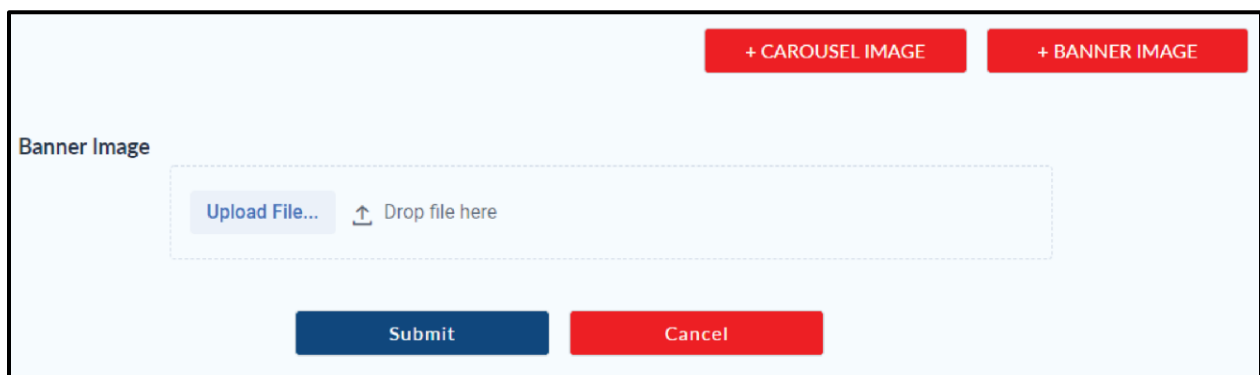 + CAROUSEL IMAGE
+ BANNER IMAGE
Banner Image
Upload File...
Drop file here
Submit
Cancel